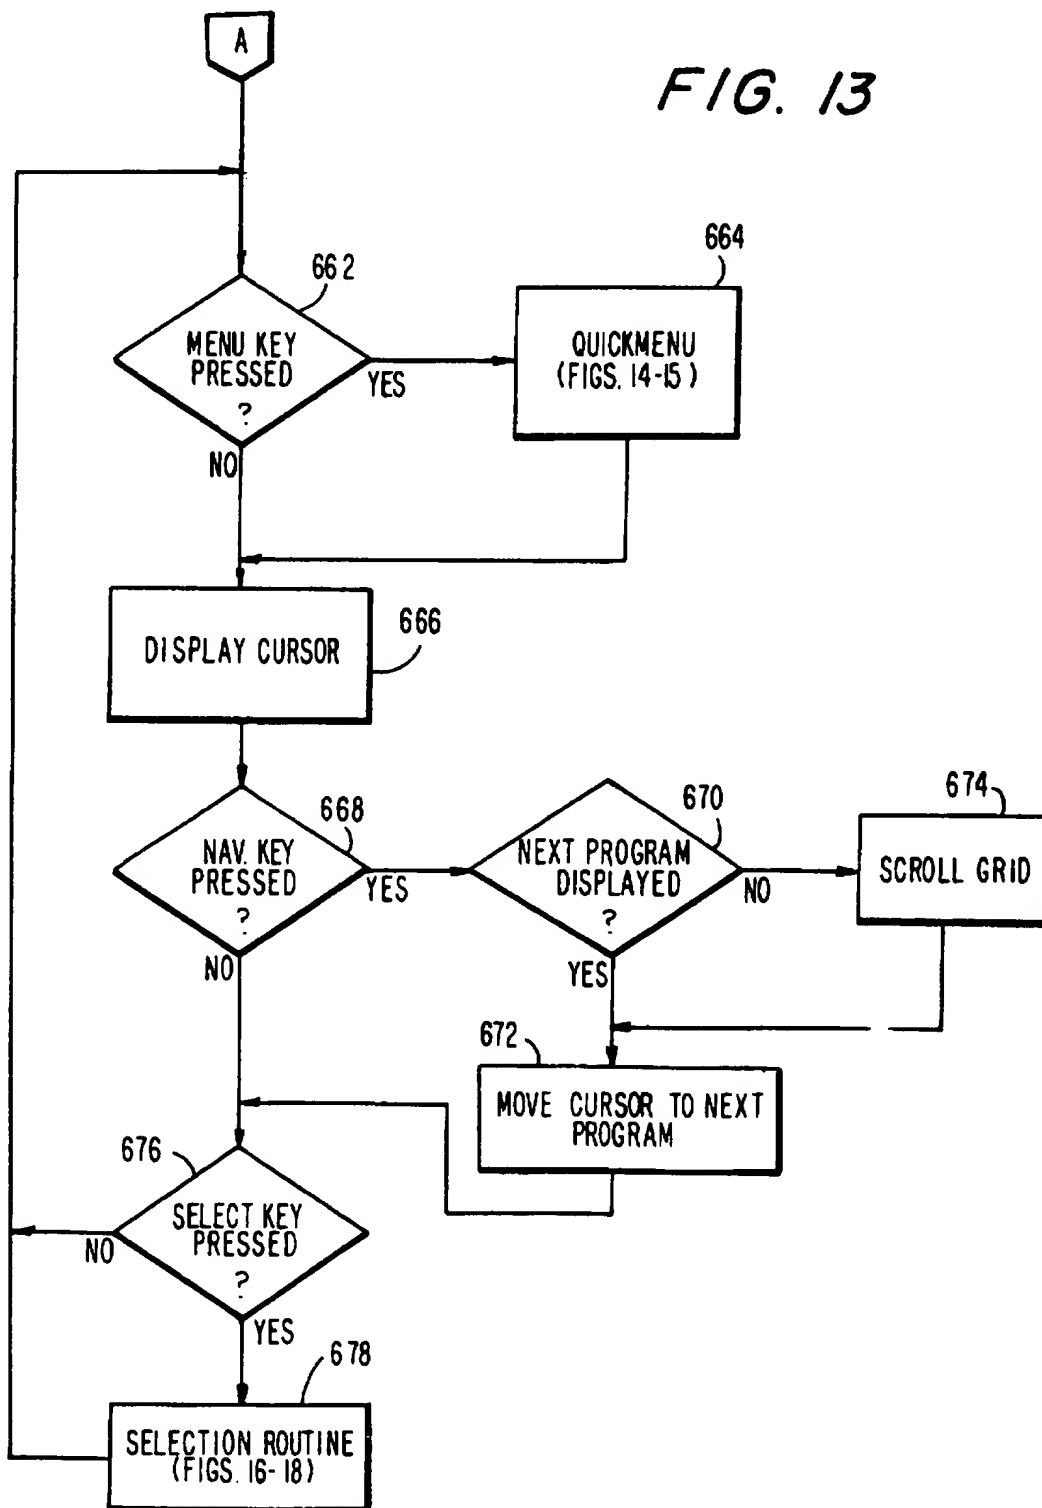 A
FIG. 13
662
MENU KEY
PRESSED
?
YES
NO
664
QUICKMENU
(FIGS. 14-15)
DISPLAY CURSOR
666
NAV. KEY
PRESSED
?
668
YES
NO
NEXT PROGRAM
DISPLAYED
?
670
NO
YES
674
SCROLL GRID
672
MOVE CURSOR TO NEXT
PROGRAM
676
SELECT KEY
PRESSED
?
NO
YES
678
SELECTION ROUTINE
(FIGS. 16-18)